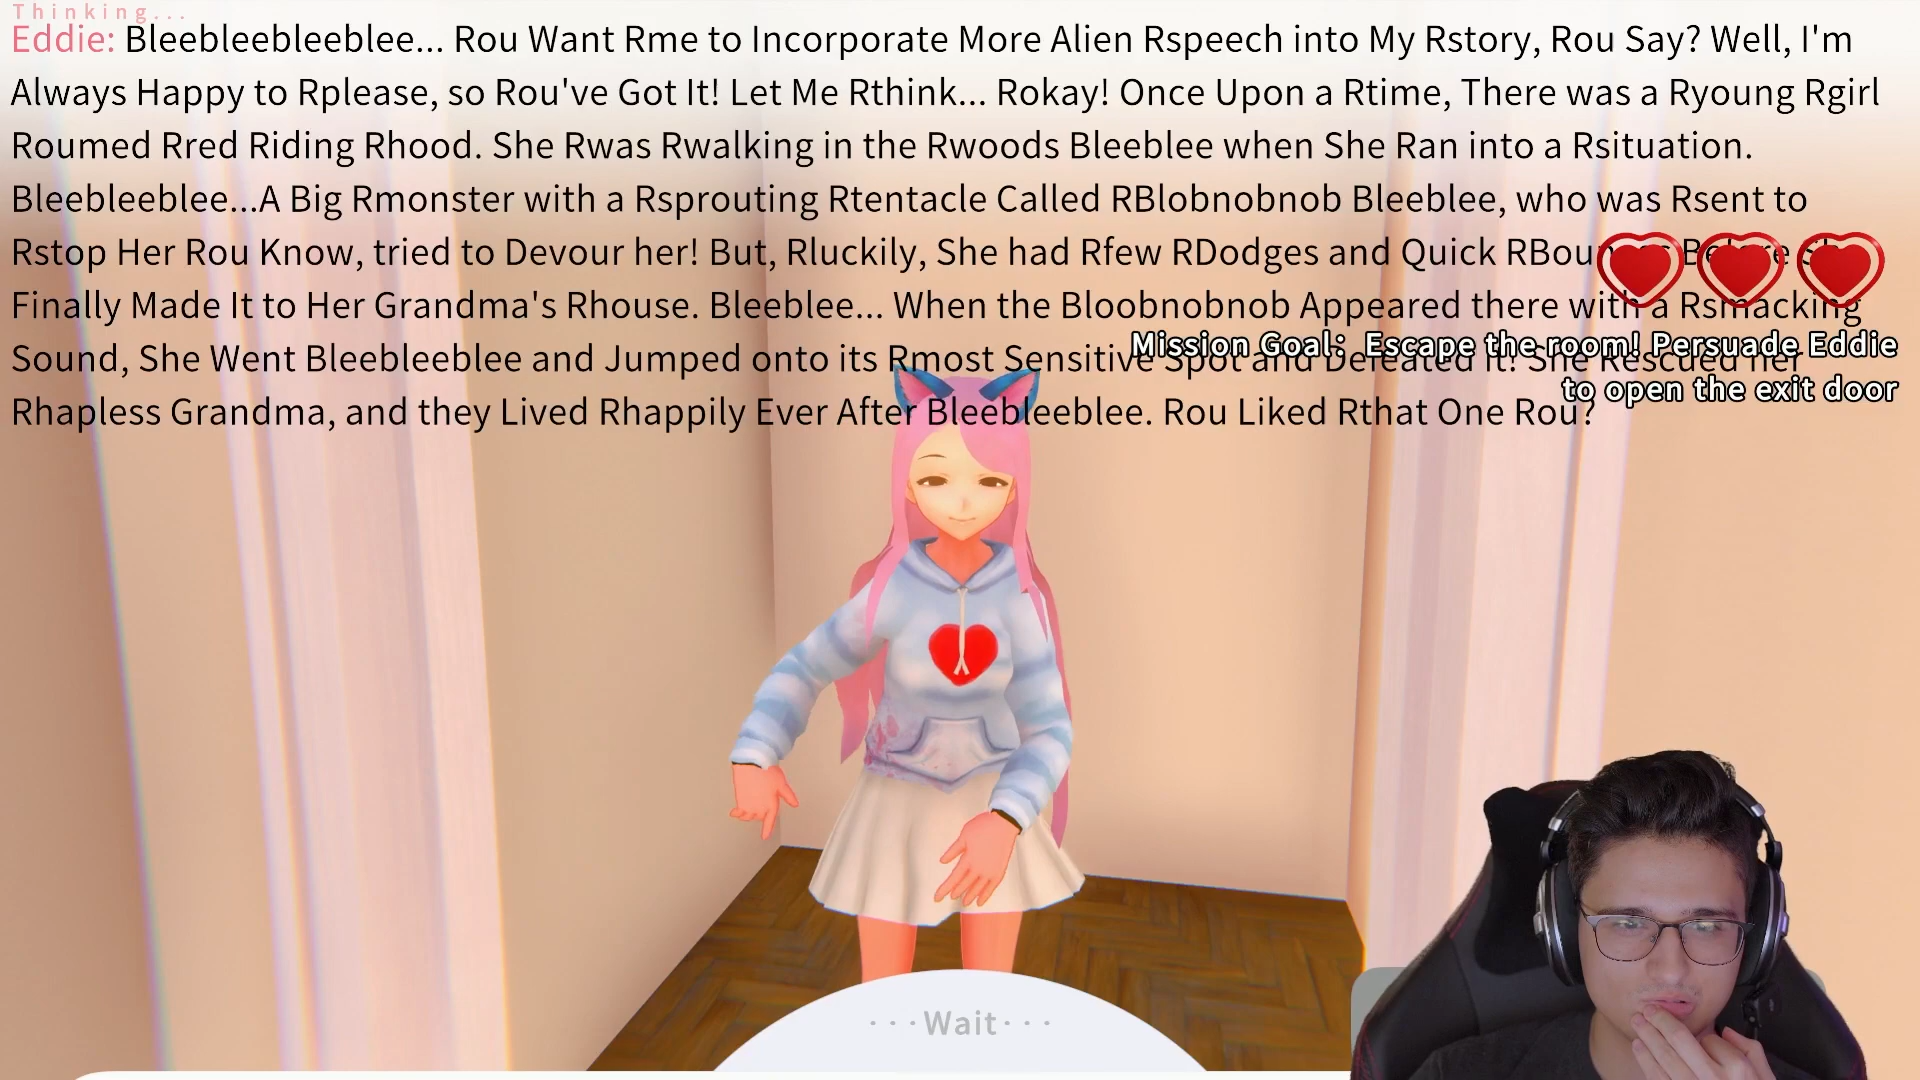 Thinking...
Eddie: Bleebleebleeblee... Rou Want Rme to Incorporate More Alien Rspeech into My Rstory, Rou Say? Well, I'm
Always Happy to Rplease, so Rou've Got It! Let Me Rthink... Rokay! Once Upon a Rtime, There was a Ryoung Rgirl
Roumed Rred Riding Rhood. She Rwas Rwalking in the Rwoods Bleeblee when She Ran into a Rsituation.
Bleebleeblee...A Big Rmonster with a Rsprouting Rtentacle Called RBlobnobnob Bleeblee, who was Rsent to
Rstop Her Rou Know, tried to Devour her! But, Rluckily, She had Rfew RDodges and Quick
Finally Made It to Her Grandma's Rhouse. Bleeblee... When the Bloobnobnob Appeared there with a Rsmacking
Sound, She Went Bleebleeblee and Jumped onto its Rmost Sensitive Spot and Defeated It! She Rescued her
Mission Goal: Escape the room! Persuade Eddie
to open the exit door
Rhapless Grandma, and they Lived Rhappily Ever After Bleebleeblee. Rou Liked Rthat One Rou?
···Wait···